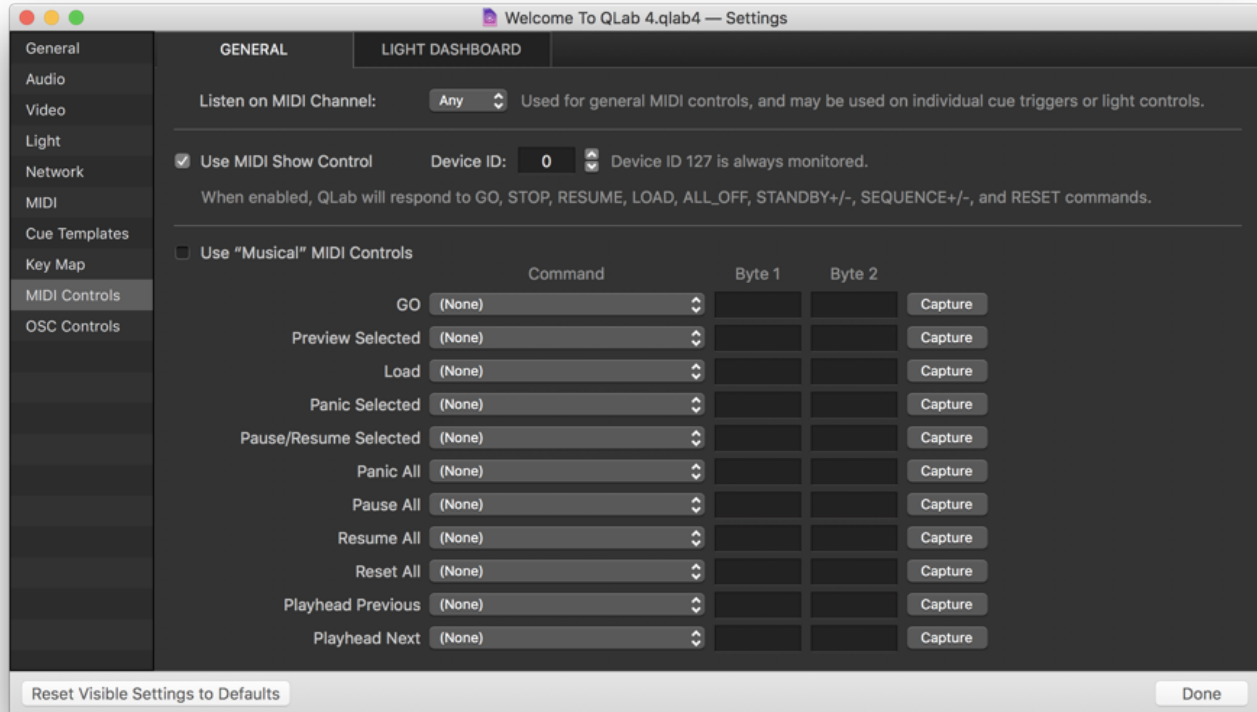 Welcome To QLab 4.qlab4 — Settings
General
Audio
Video
Light
Network
MIDI
Cue Templates
Key Map
MIDI Controls
OSC Controls
GENERAL LIGHT DASHBOARD
Listen on MIDI Channel: Any Used for general MIDI controls, and may be used on individual cue triggers or light controls.
Use MIDI Show Control Device ID: 0 Device ID 127 is always monitored.
When enabled, QLab will respond to GO, STOP, RESUME, LOAD, ALL_OFF, STANDBY+/-, SEQUENCE+/-, and RESET commands.
Use “Musical” MIDI Controls
Command Byte 1 Byte 2
GO (None) Capture
Preview Selected (None) Capture
Load (None) Capture
Panic Selected (None) Capture
Pause/Resume Selected (None) Capture
Panic All (None) Capture
Pause All (None) Capture
Resume All (None) Capture
Reset All (None) Capture
Playhead Previous (None) Capture
Playhead Next (None) Capture
Reset Visible Settings to Defaults Done